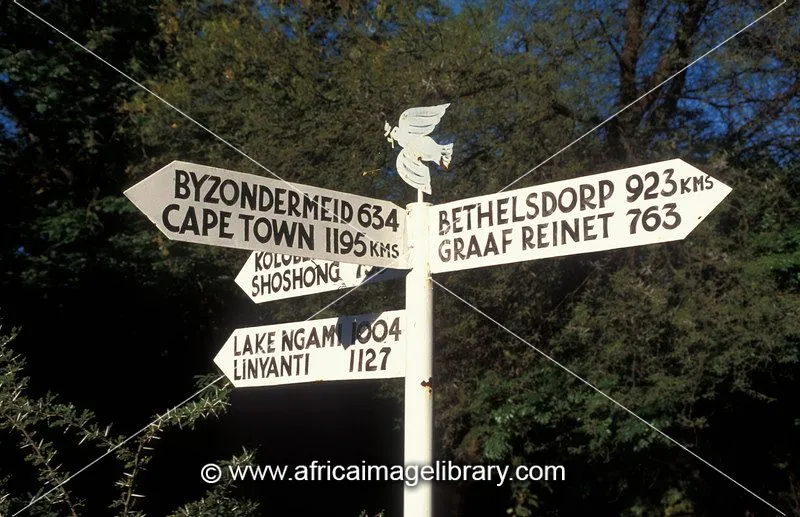 BYZONDERMEID 634
CAPE TOWN 1195 KMS
BETHELSDORP 923 KMS
GRAAF REINET 763
SHOSHONG
LAKE NGAMI 1004
LINYANTI 1127
© www.africaimagelibrary.com